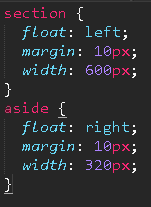 section {
  float: left;
  margin: 10px;
  width: 600px;
}
aside {
  float: right;
  margin: 10px;
  width: 320px;
}